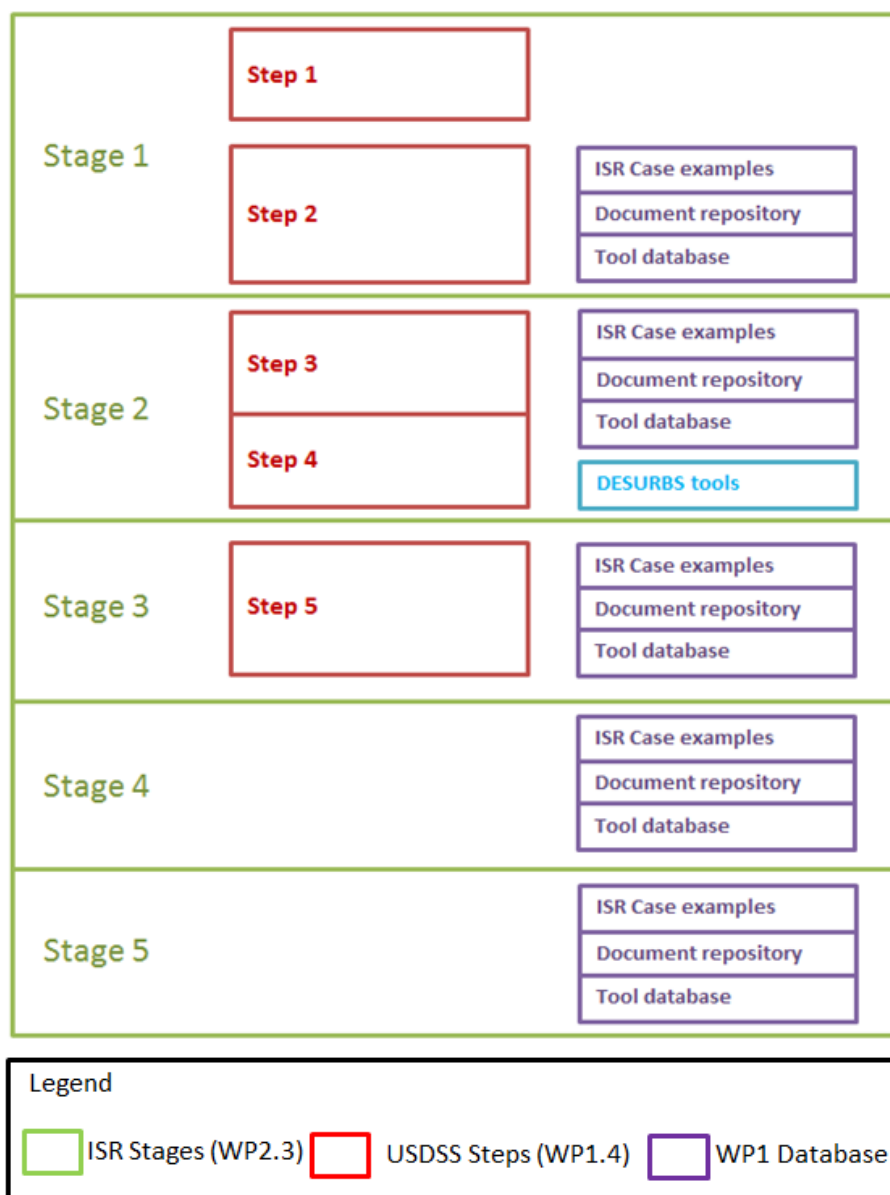 Step 1
Stage 1
ISR Case examples
Step 2
Document repository
Tool database
ISR Case examples
Step 3
Document repository
Stage 2
Tool database
Step 4
DESURBS tools
ISR Case examples
Stage 3
Step 5
Document repository
Tool database
ISR Case examples
Stage 4
Document repository
Tool database
ISR Case examples
Stage 5
Document repository
Tool database
Legend
ISR Stages (WP2.3) USDSS Steps (WP1.4) WP1 Database